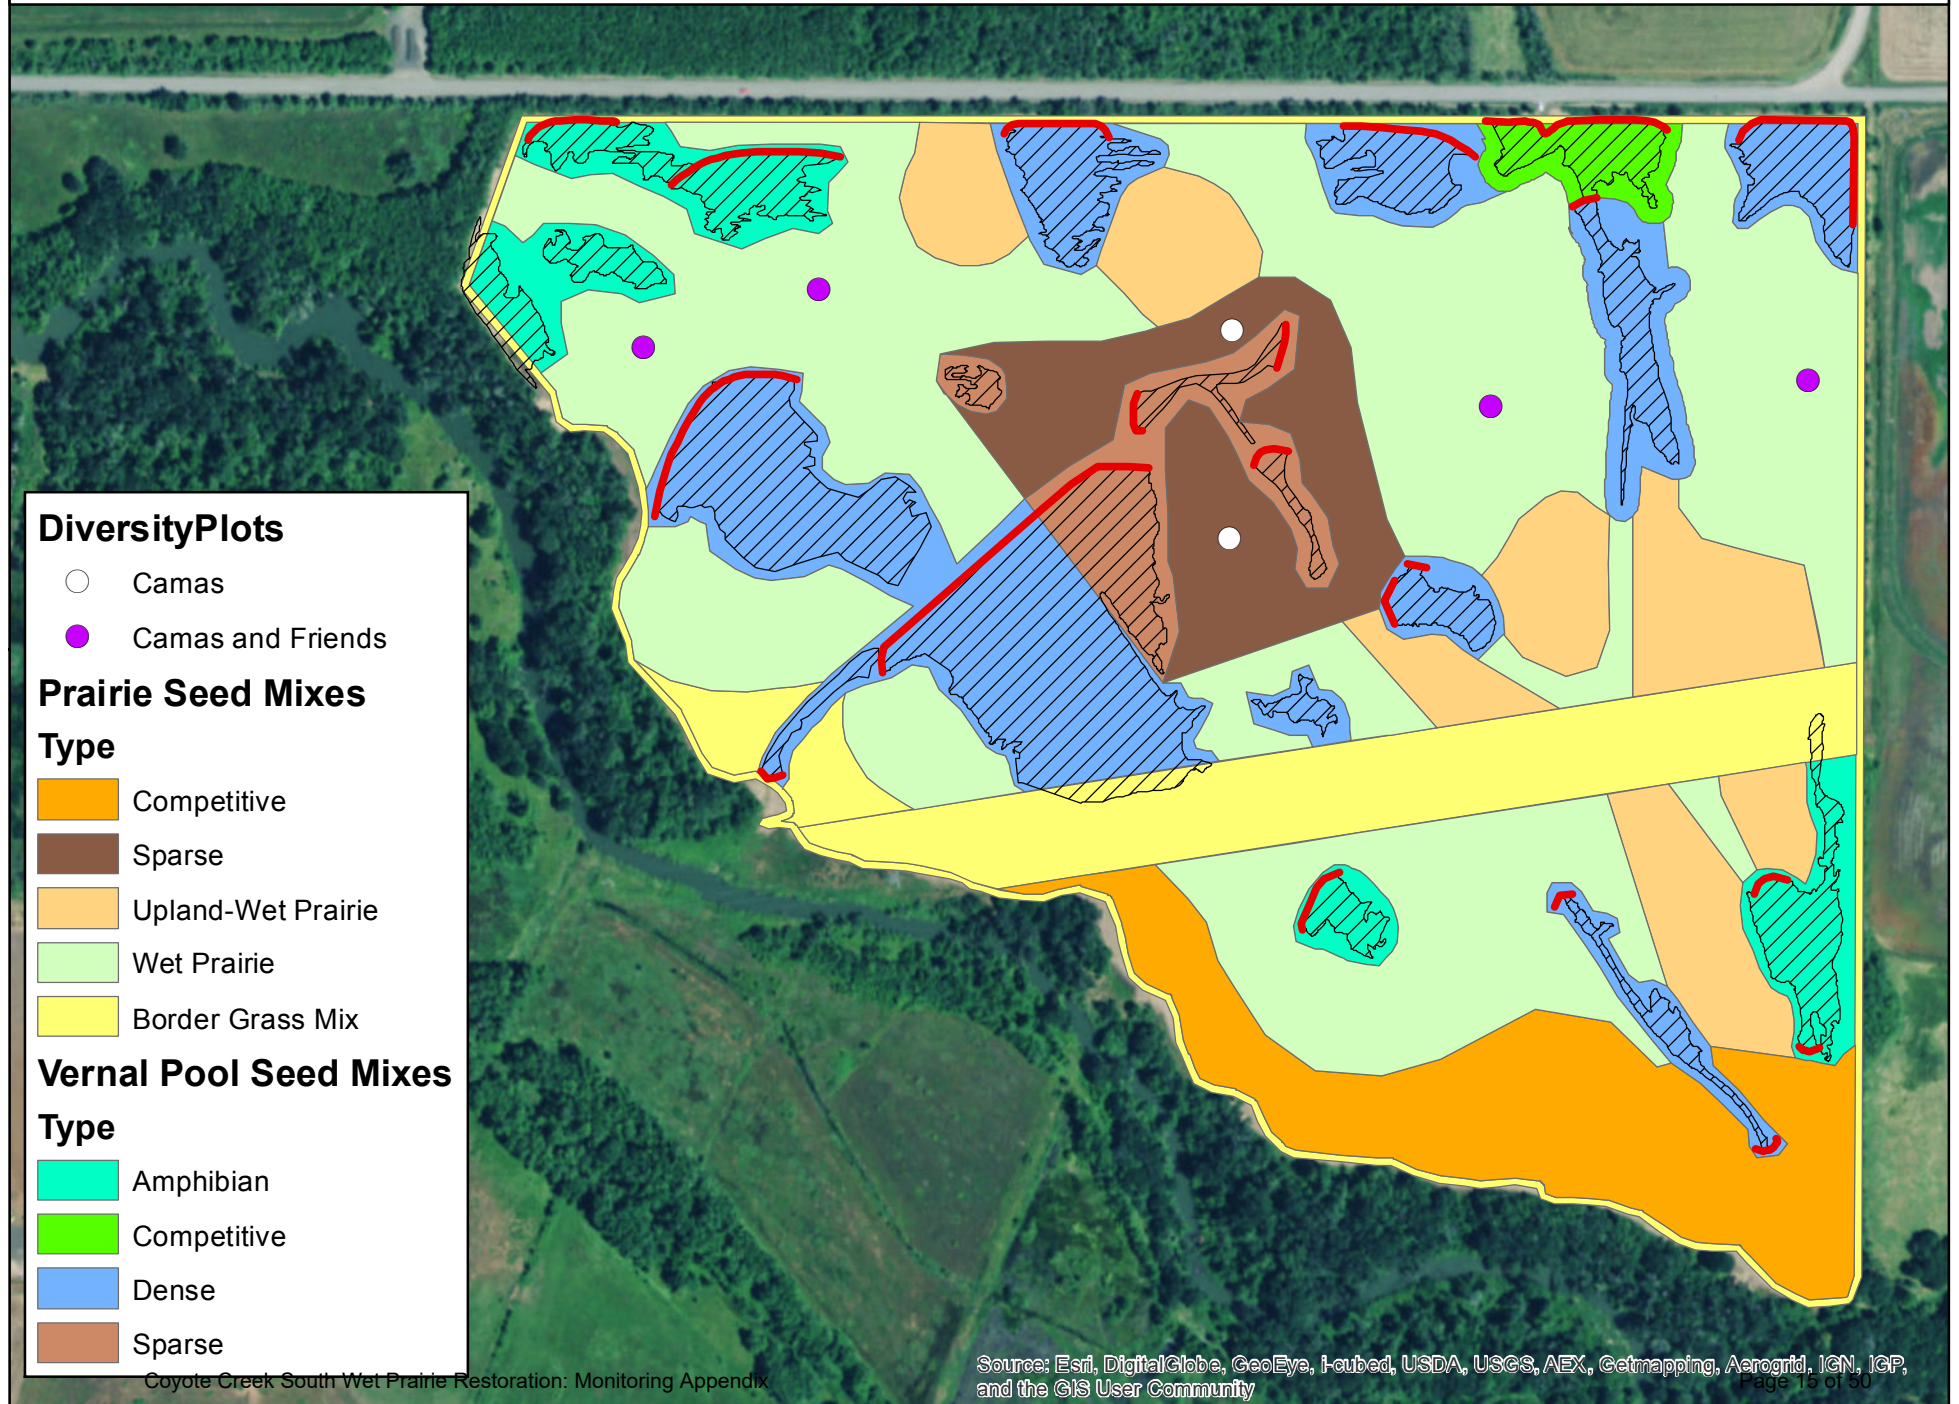 DiversityPlots
Camas
Camas and Friends
Prairie Seed Mixes
Type
Competitive
Sparse
Upland-Wet Prairie
Wet Prairie
Border Grass Mix
Vernal Pool Seed Mixes
Type
Amphibian
Competitive
Dense
Sparse
Coyote Creek South Wet Prairie Restoration: Monitoring Appendix
Source: Esri, DigitalGlobe, GeoEye, i-cubed, USDA, USGS, AEX, Getmapping, Aerogrid, IGN, IGP,
and the GIS User Community
Page 15 of 50